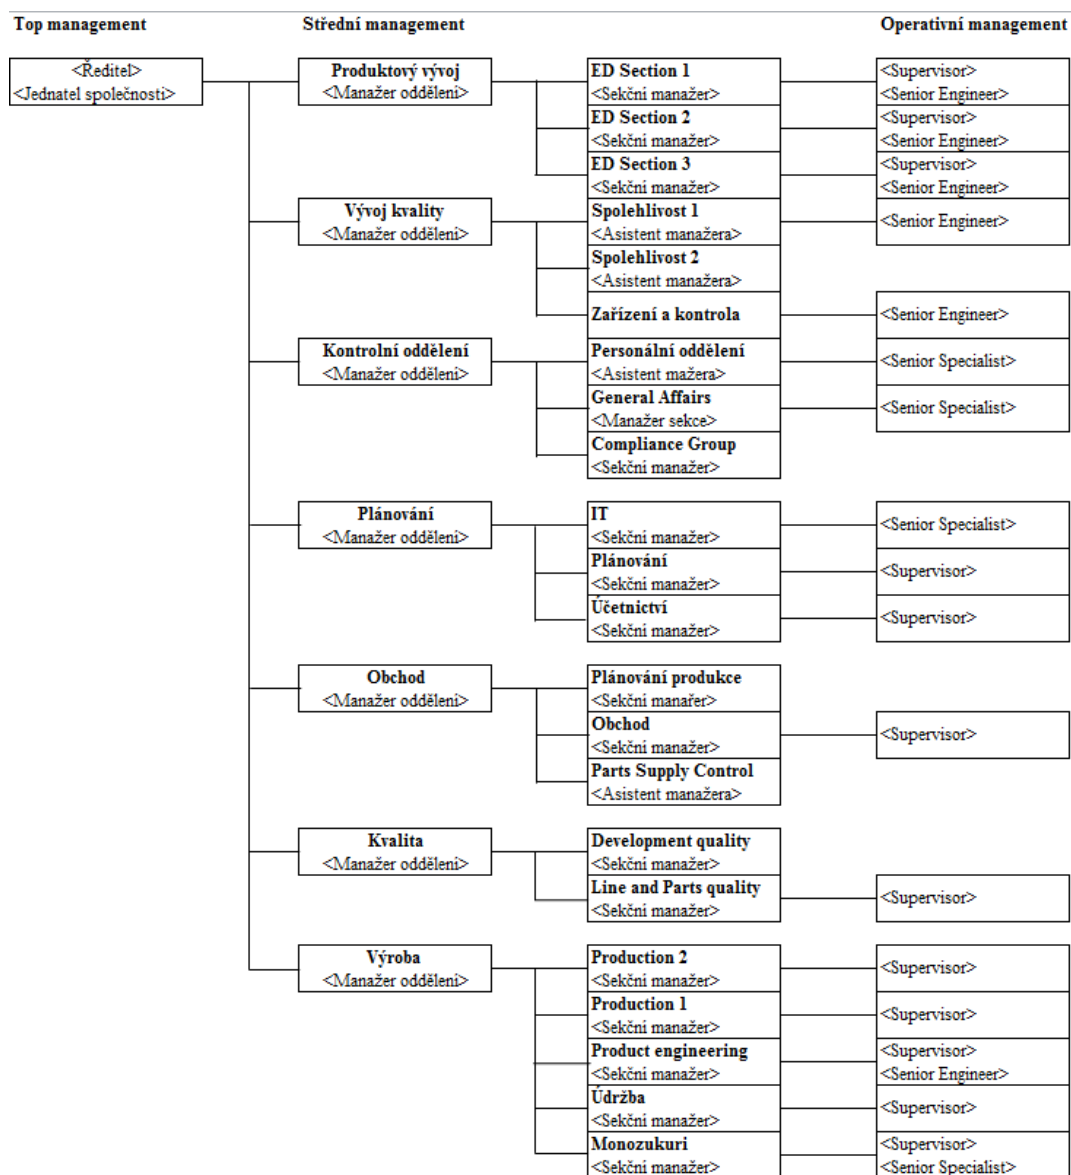 Top management
Střední management
Operativní management
<Ředitel>
<Jednatel společnosti>
Produktový vývoj
<Manažer oddělení>
ED Section 1
<Sekční manažer>
<Supervisor>
<Senior Engineer>
ED Section 2
<Sekční manažer>
<Supervisor>
<Senior Engineer>
ED Section 3
<Sekční manažer>
<Supervisor>
<Senior Engineer>
Vývoj kvality
<Manažer oddělení>
Spolehlivost 1
<Asistent manažera>
<Senior Engineer>
Spolehlivost 2
<Asistent manažera>
Zařízení a kontrola
<Senior Engineer>
Kontrolní oddělení
<Manažer oddělení>
Personální oddělení
<Asistent mažera>
<Senior Specialist>
General Affairs
<Manažer sekce>
<Senior Specialist>
Compliance Group
<Sekční manažer>
Plánování
<Manažer oddělení>
IT
<Sekční manažer>
<Senior Specialist>
Plánování
<Sekční manažer>
<Supervisor>
Účetnictví
<Sekční manažer>
<Supervisor>
Obchod
<Manažer oddělení>
Plánování produkce
<Sekční manařer>
Obchod
<Sekční manažer>
<Supervisor>
Parts Supply Control
<Asistent manažera>
Kvalita
<Manažer oddělení>
Development quality
<Sekční manažer>
Line and Parts quality
<Sekční manažer>
<Supervisor>
Výroba
<Manažer oddělení>
Production 2
<Sekční manažer>
<Supervisor>
Production 1
<Sekční manažer>
<Supervisor>
Product engineering
<Sekční manažer>
<Supervisor>
<Senior Engineer>
Údržba
<Sekční manažer>
<Supervisor>
Monozukuri
<Sekční manažer>
<Supervisor>
<Senior Specialist>